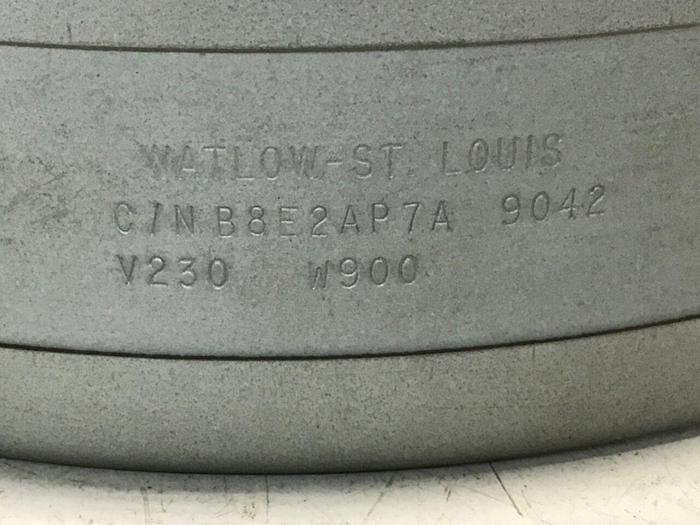 WATLOW-ST. LOUIS
C/N B8E2AP7A 9042
V230 W900